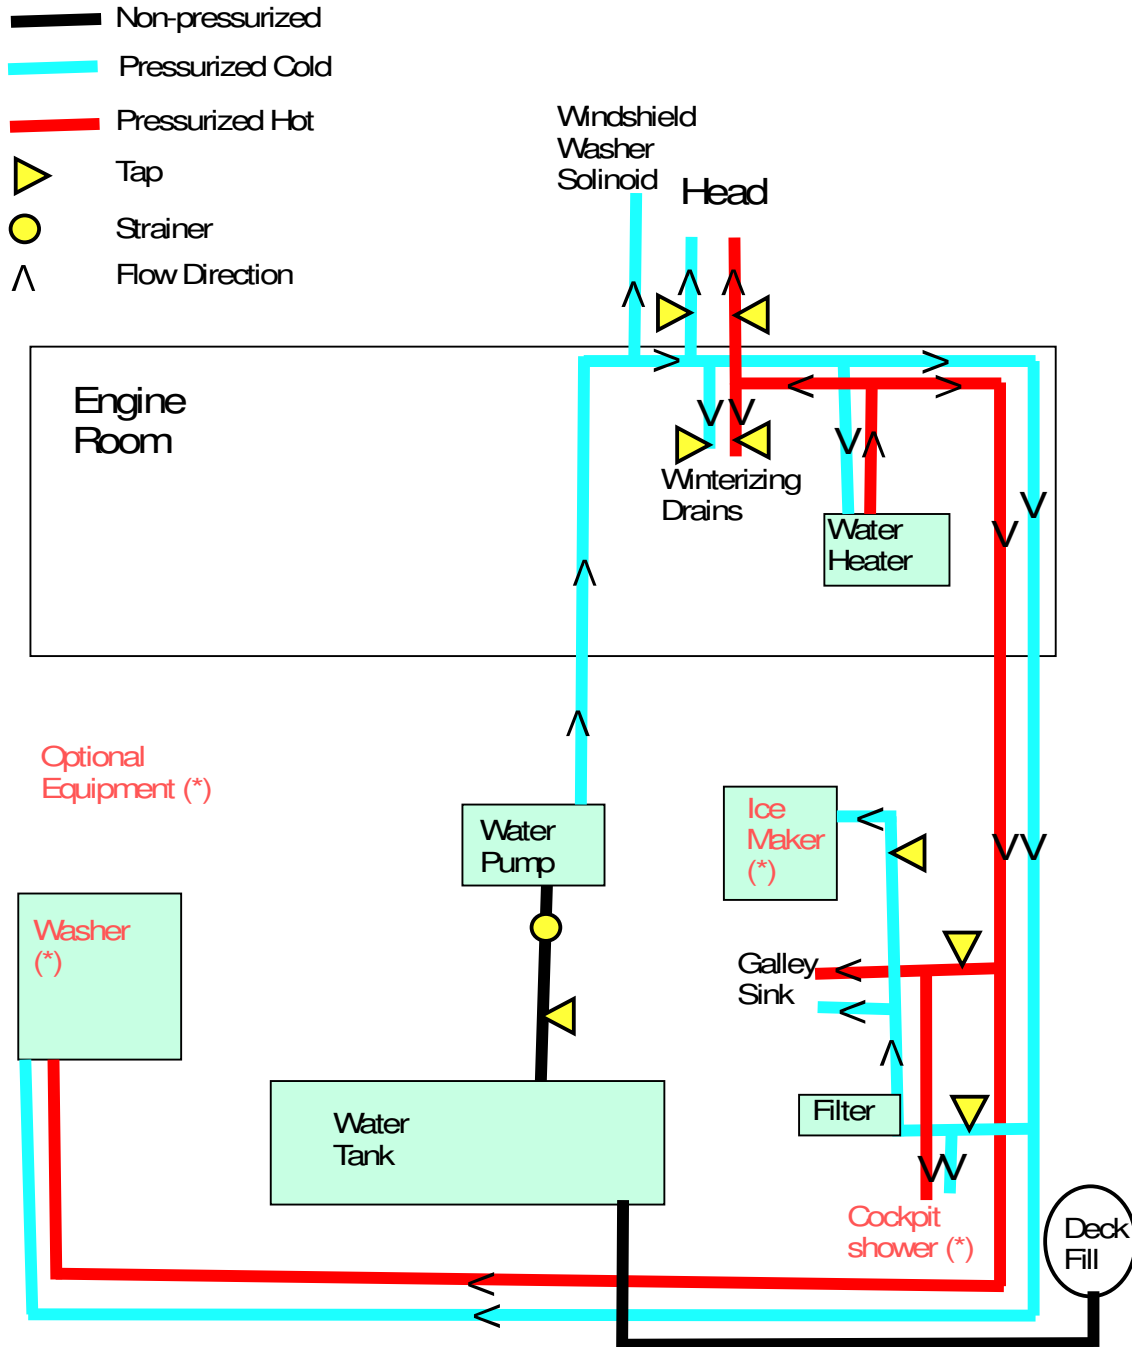 Non-pressurized
Pressurized Cold
Pressurized Hot
Tap
Strainer
Flow Direction
Windshield
Washer
Solinoid
Head
Engine
Room
Winterizing
Drains
Water
Heater
Optional
Equipment (*)
Water
Pump
Ice
Maker
(*)
Washer
(*)
Galley
Sink
Filter
Water
Tank
Cockpit
shower (*)
Deck
Fill